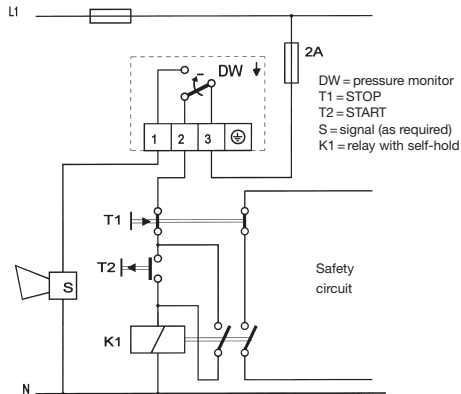 L1
2A
DW
DW = pressure monitor
T1 = STOP
T2 = START
S = signal (as required)
K1 = relay with self-hold
1 2 3
T1
T2
Safety
circuit
S
K1
N